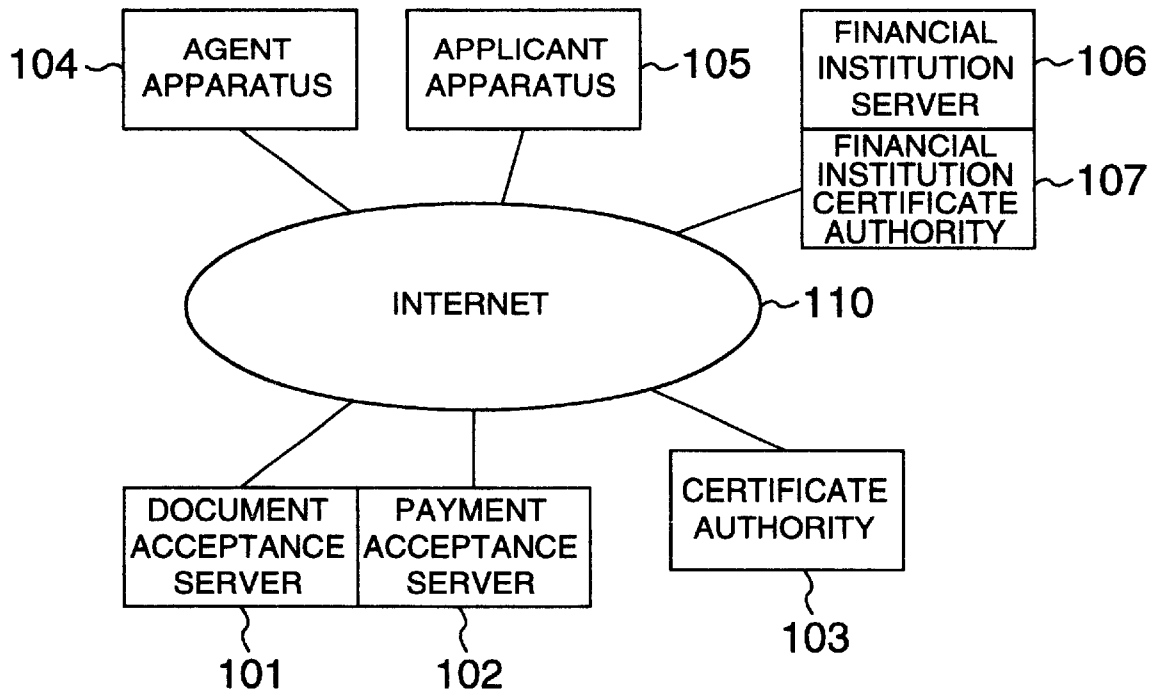 104
AGENT
APPARATUS
APPLICANT
APPARATUS
105
FINANCIAL
INSTITUTION
SERVER
106
FINANCIAL
INSTITUTION
CERTIFICATE
AUTHORITY
107
INTERNET
110
DOCUMENT
ACCEPTANCE
SERVER
PAYMENT
ACCEPTANCE
SERVER
CERTIFICATE
AUTHORITY
101
102
103